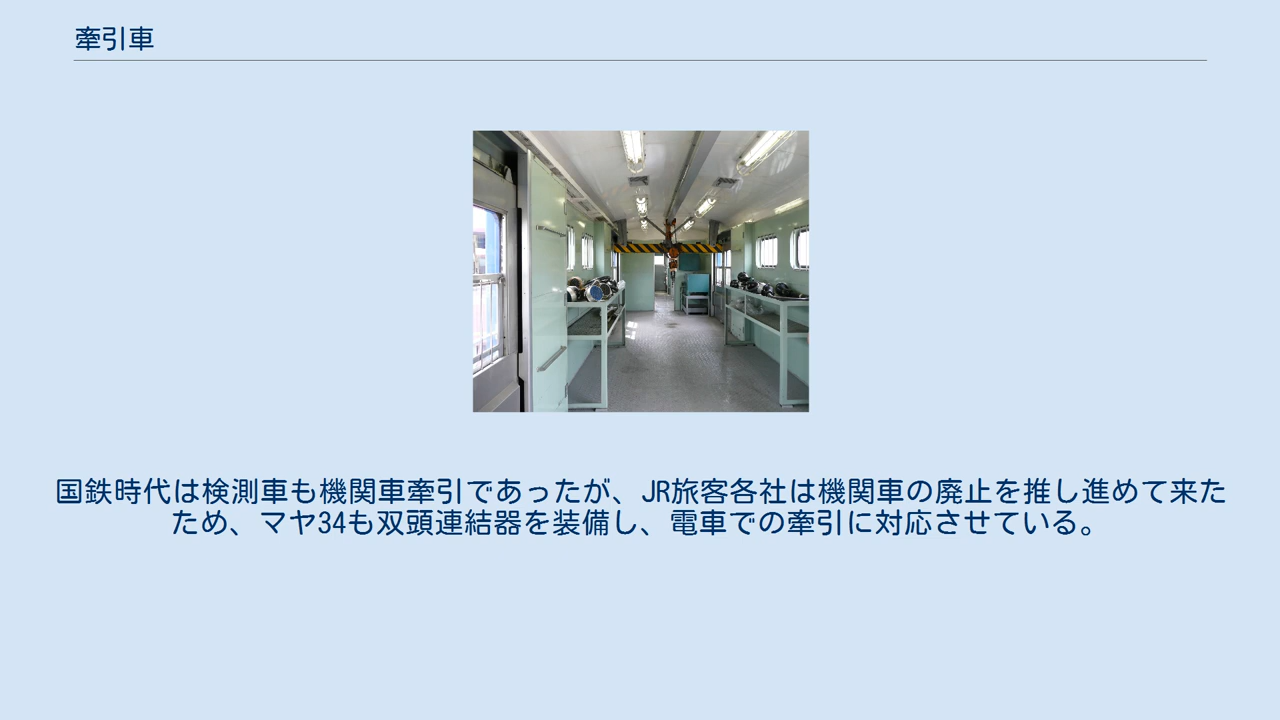 牽引車
国鉄時代は検測車も機関車牽引であったが、JR旅客各社は機関車の廃止を推し進めて来た
ため、マヤ34も双頭連結器を装備し、電車での牽引に対応させている。